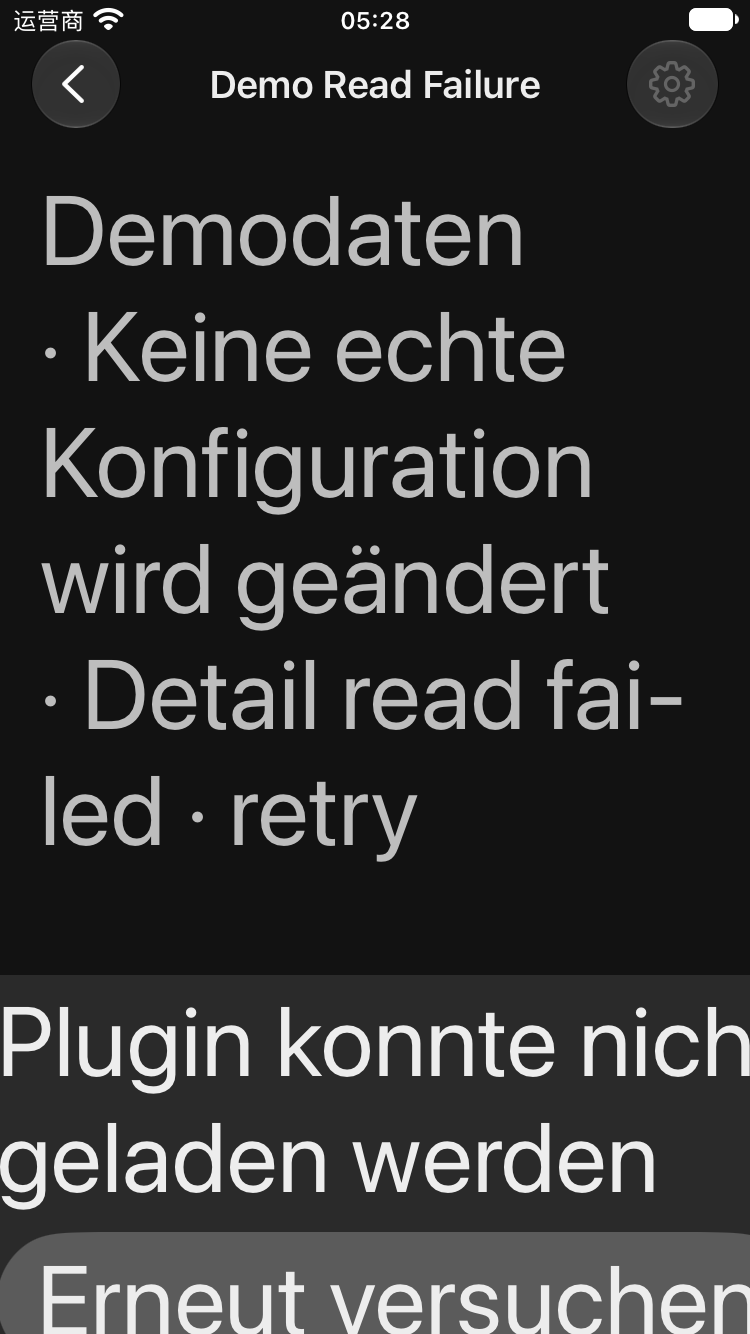 运营商
05:28
Demo Read Failure
Demodaten
· Keine echte
Konfiguration
wird geändert
· Detail read fai-
led · retry
Plugin konnte nich
geladen werden
Erneut versuchen